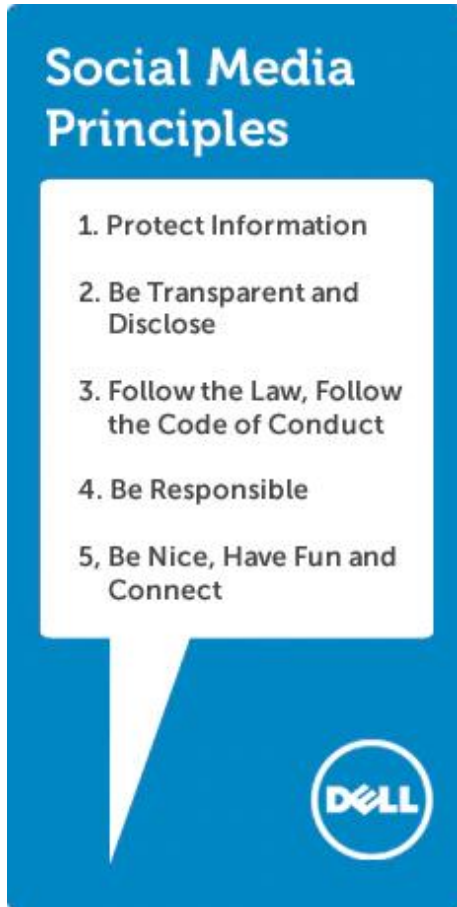 Social Media
Principles
1. Protect Information
2. Be Transparent and
Disclose
3. Follow the Law, Follow
the Code of Conduct
4. Be Responsible
5, Be Nice, Have Fun and
Connect
DELL